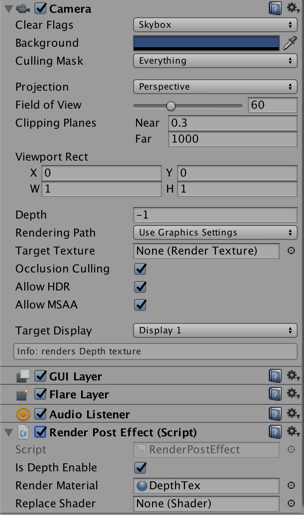 Camera
Clear Flags Skybox
Background
Culling Mask Everything
Projection Perspective
Field of View 60
Clipping Planes Near 0.3
Far 1000
Viewport Rect
X 0 Y 0
W 1 H 1
Depth -1
Rendering Path Use Graphics Settings
Target Texture None (Render Texture)
Occlusion Culling
Allow HDR
Allow MSAA
Target Display Display 1
Info: renders Depth texture
GUI Layer
Flare Layer
Audio Listener
Render Post Effect (Script)
Script RenderPostEffect
Is Depth Enable
Render Material DepthTex
Replace Shader None (Shader)